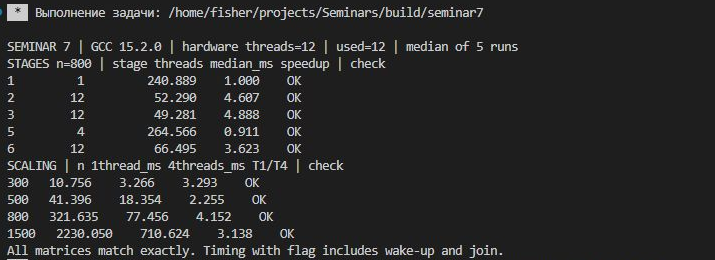 * Выполнение задачи: /home/fisher/projects/Seminars/build/seminar7
SEMINAR 7 | GCC 15.2.0 | hardware threads=12 | used=12 | median of 5 runs
STAGES n=800 | stage threads median_ms speedup | check
1 1 240.889 1.000 OK
2 12 52.290 4.607 OK
3 12 49.281 4.888 OK
5 4 264.566 0.911 OK
6 12 66.495 3.623 OK
SCALING | n 1thread_ms 4threads_ms T1/T4 | check
300 10.756 3.266 3.293 OK
500 41.396 18.354 2.255 OK
800 321.635 77.456 4.152 OK
1500 2230.050 710.624 3.138 OK
All matrices match exactly. Timing with flag includes wake-up and join.